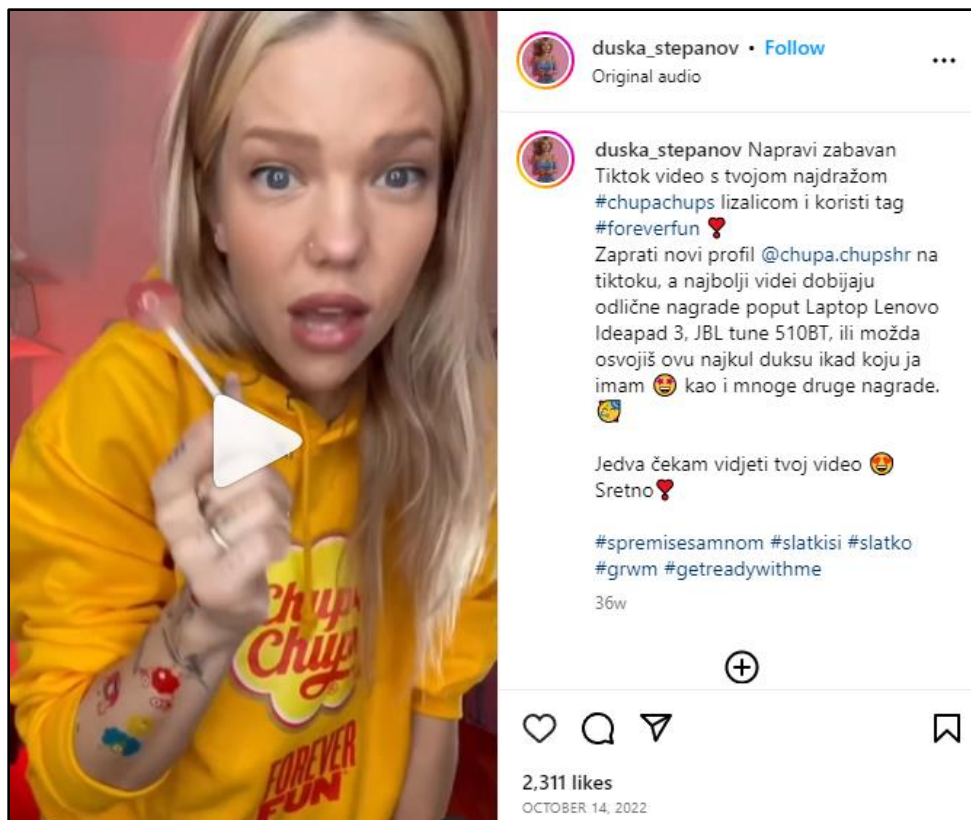 duska_stepanov • Follow
Original audio
duska_stepanov Napravi zabavan
Tiktok video s tvojom najdražom
#chupachups lizalicom i koristi tag
#foreverfun
Zaprati novi profil @chupa.chupshr na
tiktoku, a najbolji videi dobijaju
odlične nagrade poput Laptop Lenovo
Ideapad 3, JBL tune 510BT, ili možda
osvojiš ovu najkul duksu ikad koju ja
imam 🤩 kao i mnoge druge nagrade.
🥳
Jedva čekam vidjeti tvoj video 🤩
Sretno❣
#spremisesamnom #slatkisi #slatko
#grwm #getreadywithme
36w
2,311 likes
OCTOBER 14, 2022
Chupa
Chups
FOREVER
FUN